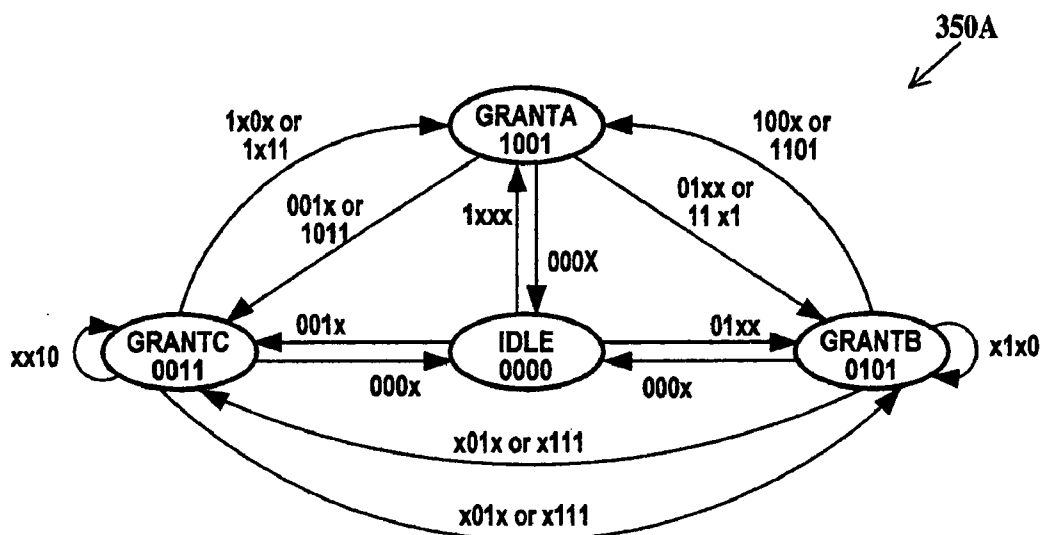 350A
1x0x or
1x11
GRANTA
1001
100x or
1101
001x or
1011
1xxx
000X
01xx or
11 x1
xx10
GRANTC
0011
001x
000x
IDLE
0000
01xx
000x
GRANTB
0101
x1x0
x01x or x111
x01x or x111